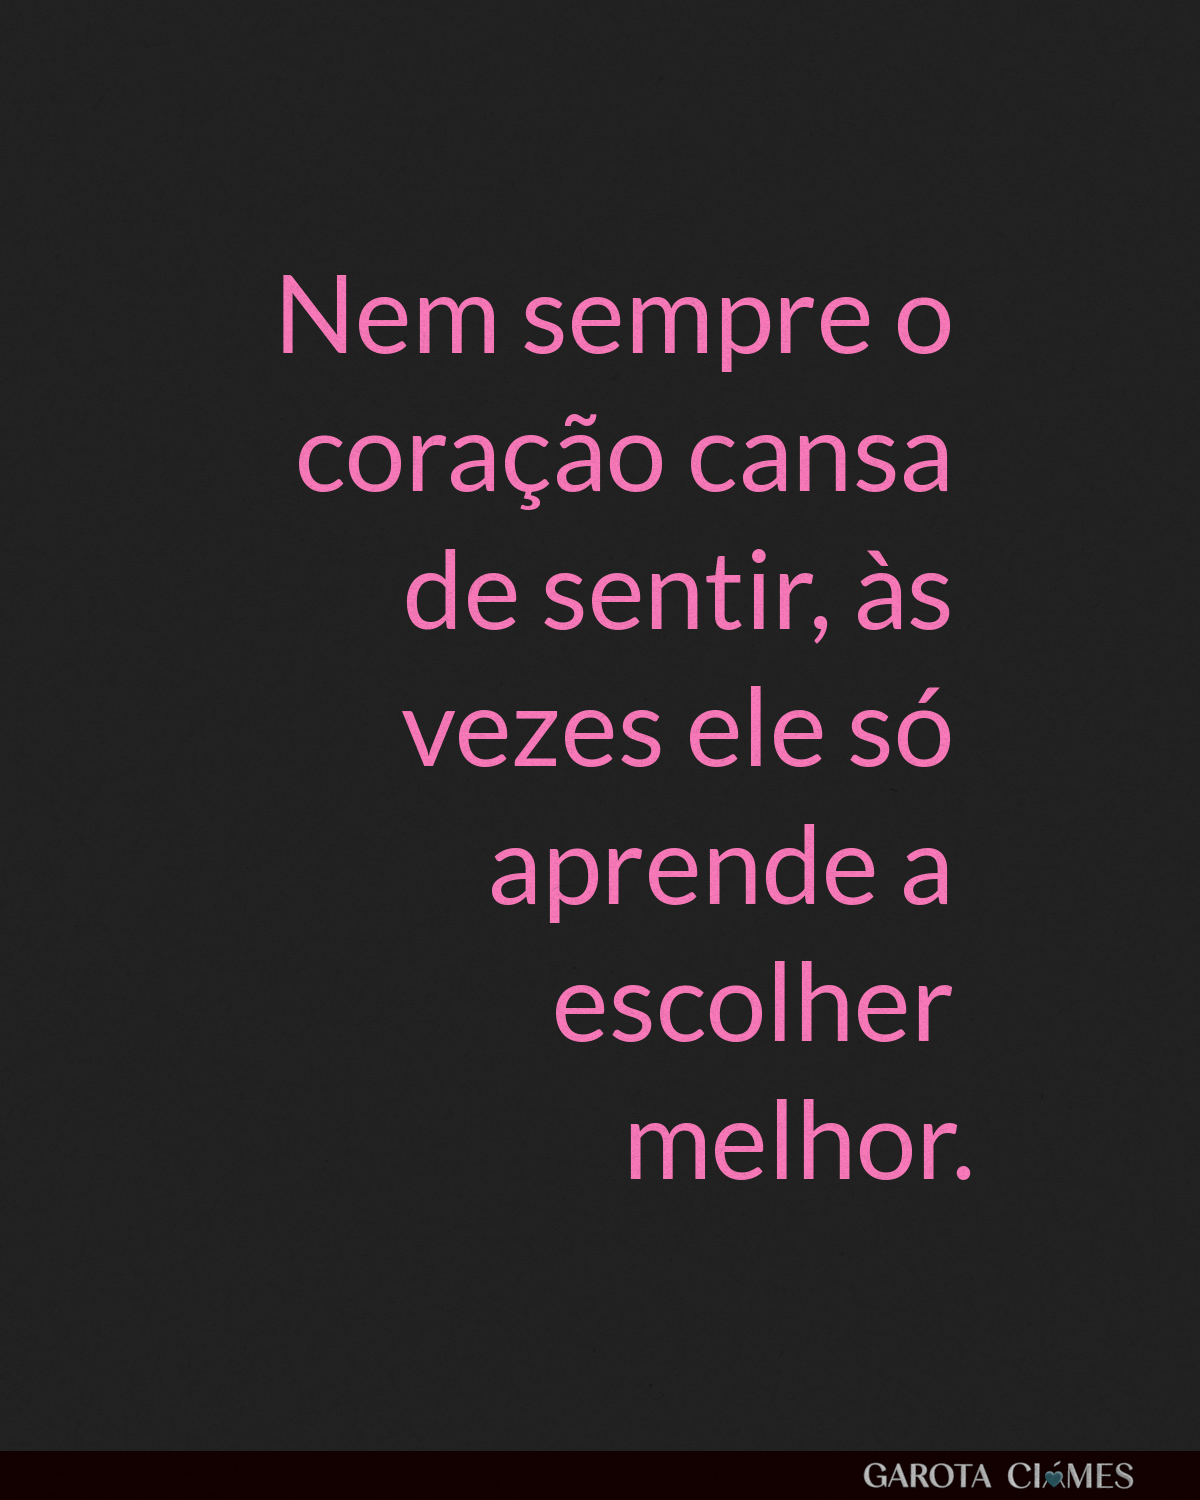 Nem sempre o
coração cansa
de sentir, às
vezes ele só
aprende a
escolher
melhor.
GAROTA CIÚMES